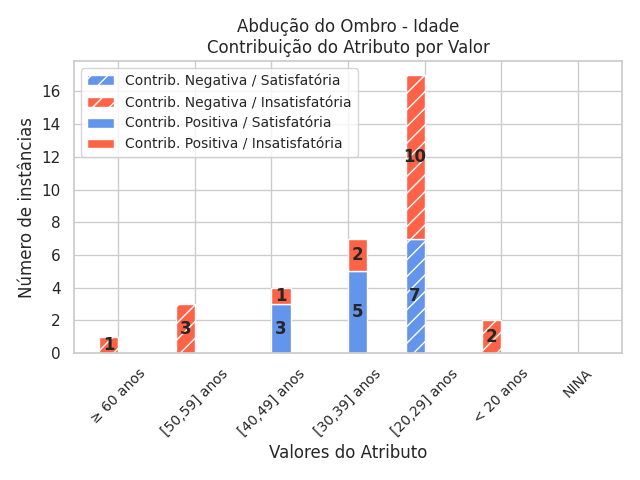 Abdução do Ombro - Idade
Contribuição do Atributo por Valor
Contrib. Negativa / Satisfatória
Contrib. Negativa / Insatisfatória
Contrib. Positiva / Satisfatória
Contrib. Positiva / Insatisfatória
Número de instâncias
16
14
12
10
8
6
4
2
0
1
3
3
1
5
2
7
10
2
≥ 60 anos
[50,59] anos
[40,49] anos
[30,39] anos
[20,29] anos
< 20 anos
NINA
Valores do Atributo